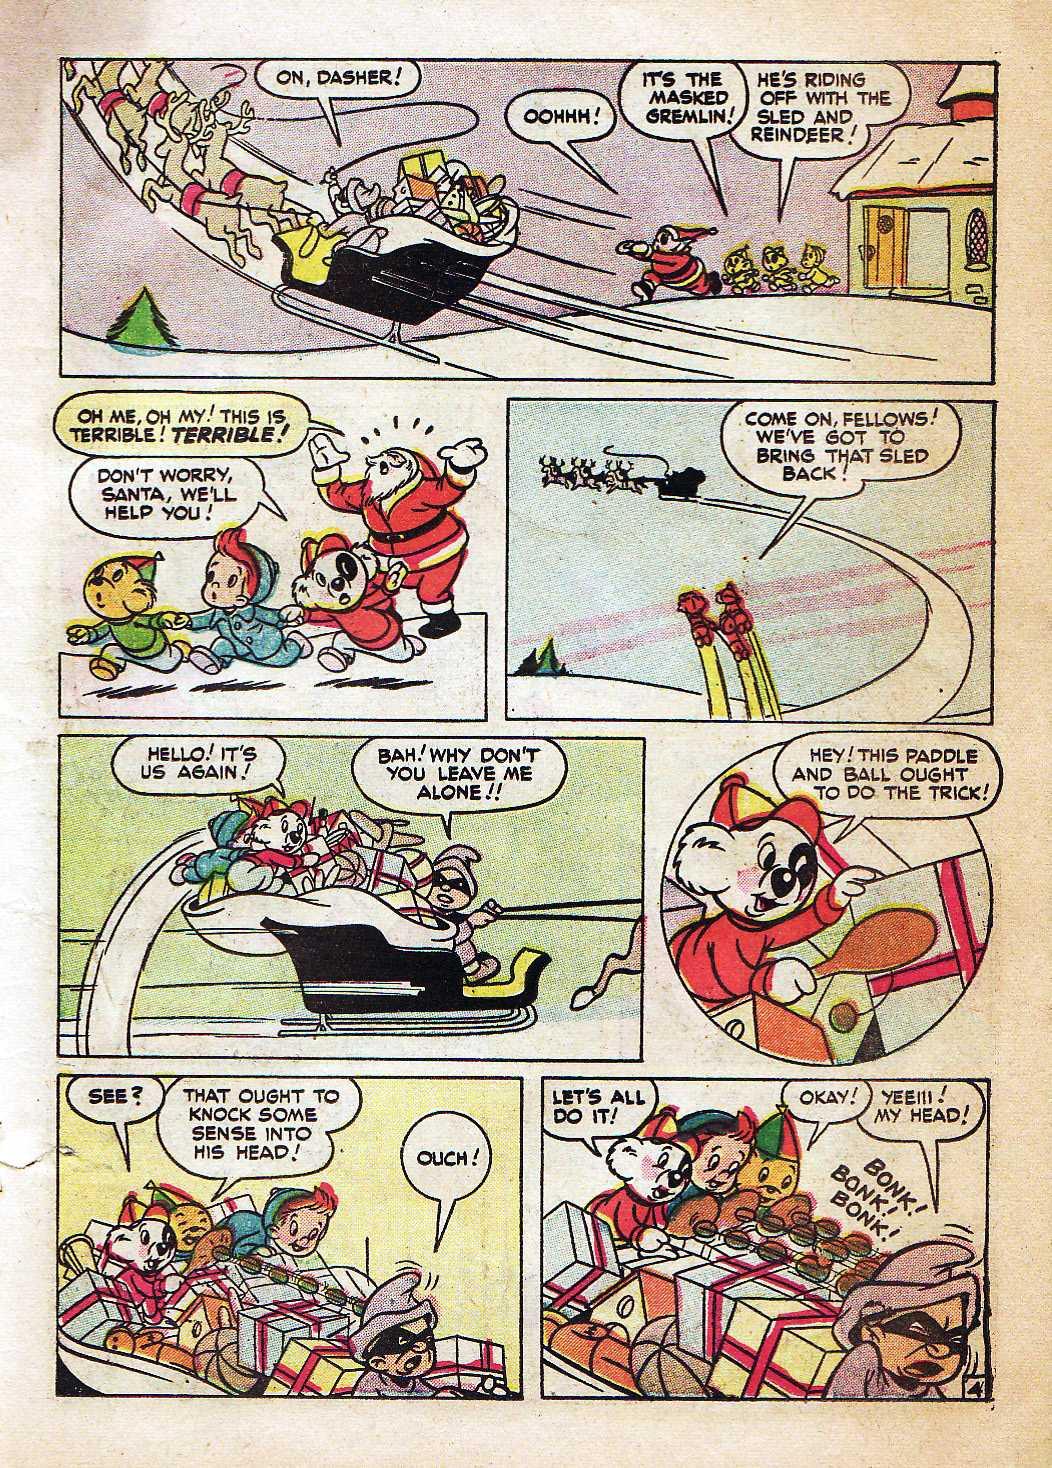 ON, DASHER!
OOHHH!
IT'S THE
MASKED
GREMLIN!
HE'S RIDING
OFF WITH THE
SLED AND
REINDEER!
OH ME, OH MY! THIS IS
TERRIBLE! TERRIBLE!
DON'T WORRY,
SANTA, WE'LL
HELP YOU!
COME ON, FELLOWS!
WE'VE GOT TO
BRING THAT SLED
BACK!
HELLO! IT'S
US AGAIN!
BAH! WHY DON'T
YOU LEAVE ME
ALONE!!
HEY! THIS PADDLE
AND BALL OUGHT
TO DO THE TRICK!
SEE?
THAT OUGHT TO
KNOCK SOME
SENSE INTO
HIS HEAD!
OUCH!
LET'S ALL
DO IT!
OKAY!
YEEIII!
MY HEAD!
BONK!
BONK!
BONK!
4